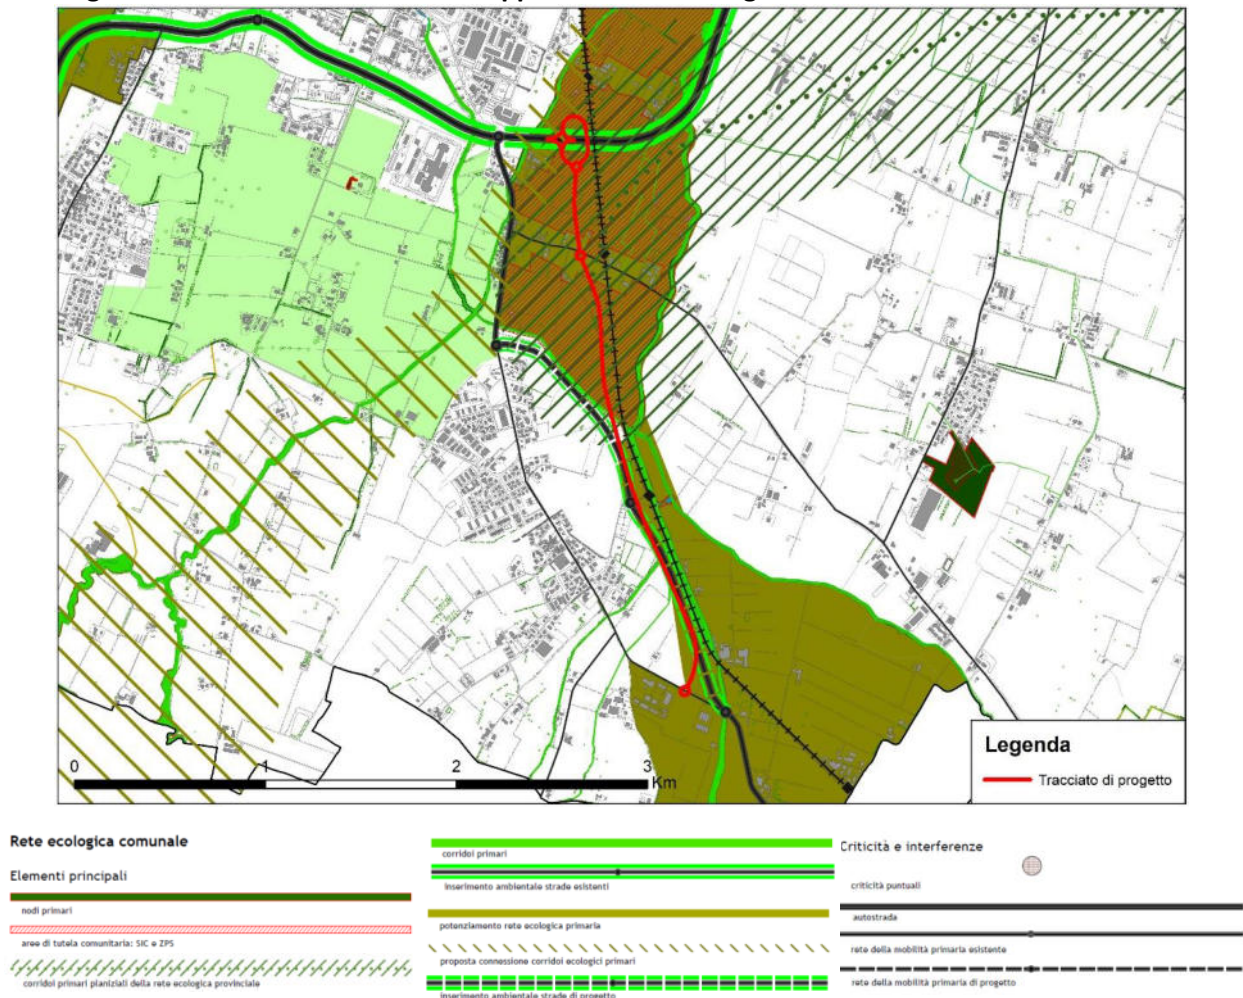 0 1 2 3 Km
Legenda
Tracciato di progetto
Rete ecologica comunale
Elementi principali
nodi primari
aree di tutela comunitaria: SIC e ZPS
corridoi primari planiziali della rete ecologica provinciale
corridoi primari
inserimento ambientale strade esistenti
potenziamento rete ecologica primaria
proposta connessione corridoi ecologici primari
inserimento ambientale strade di progetto
Criticità e interferenze
criticità puntuali
autostrada
rete della mobilità primaria esistente
rete della mobilità primaria di progetto